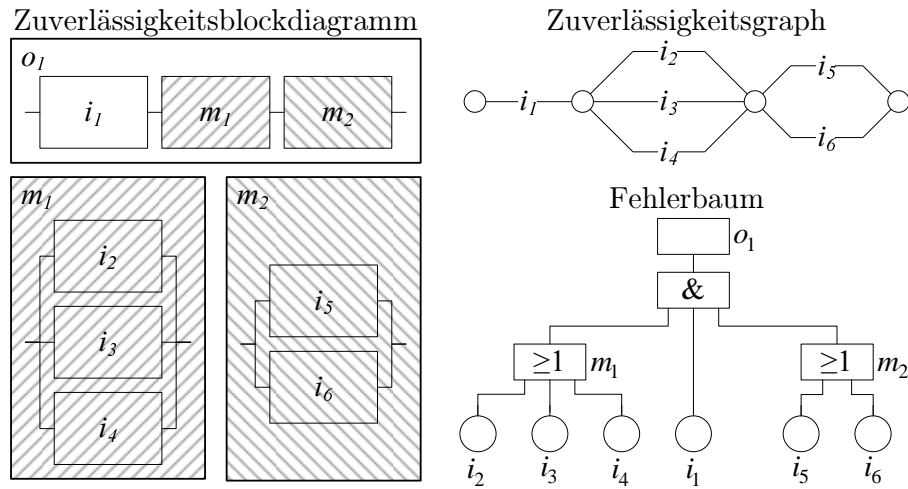 Zuverlässigkeitsblockdiagramm
o1
i1 m1 m2
m1
i2
i3
i4
m2
i5
i6
Zuverlässigkeitsgraph
i2
i5
i1 i3
i4
i6
Fehlerbaum
o1
&
≥1 m1
≥1 m2
i2 i3 i4 i1 i5 i6